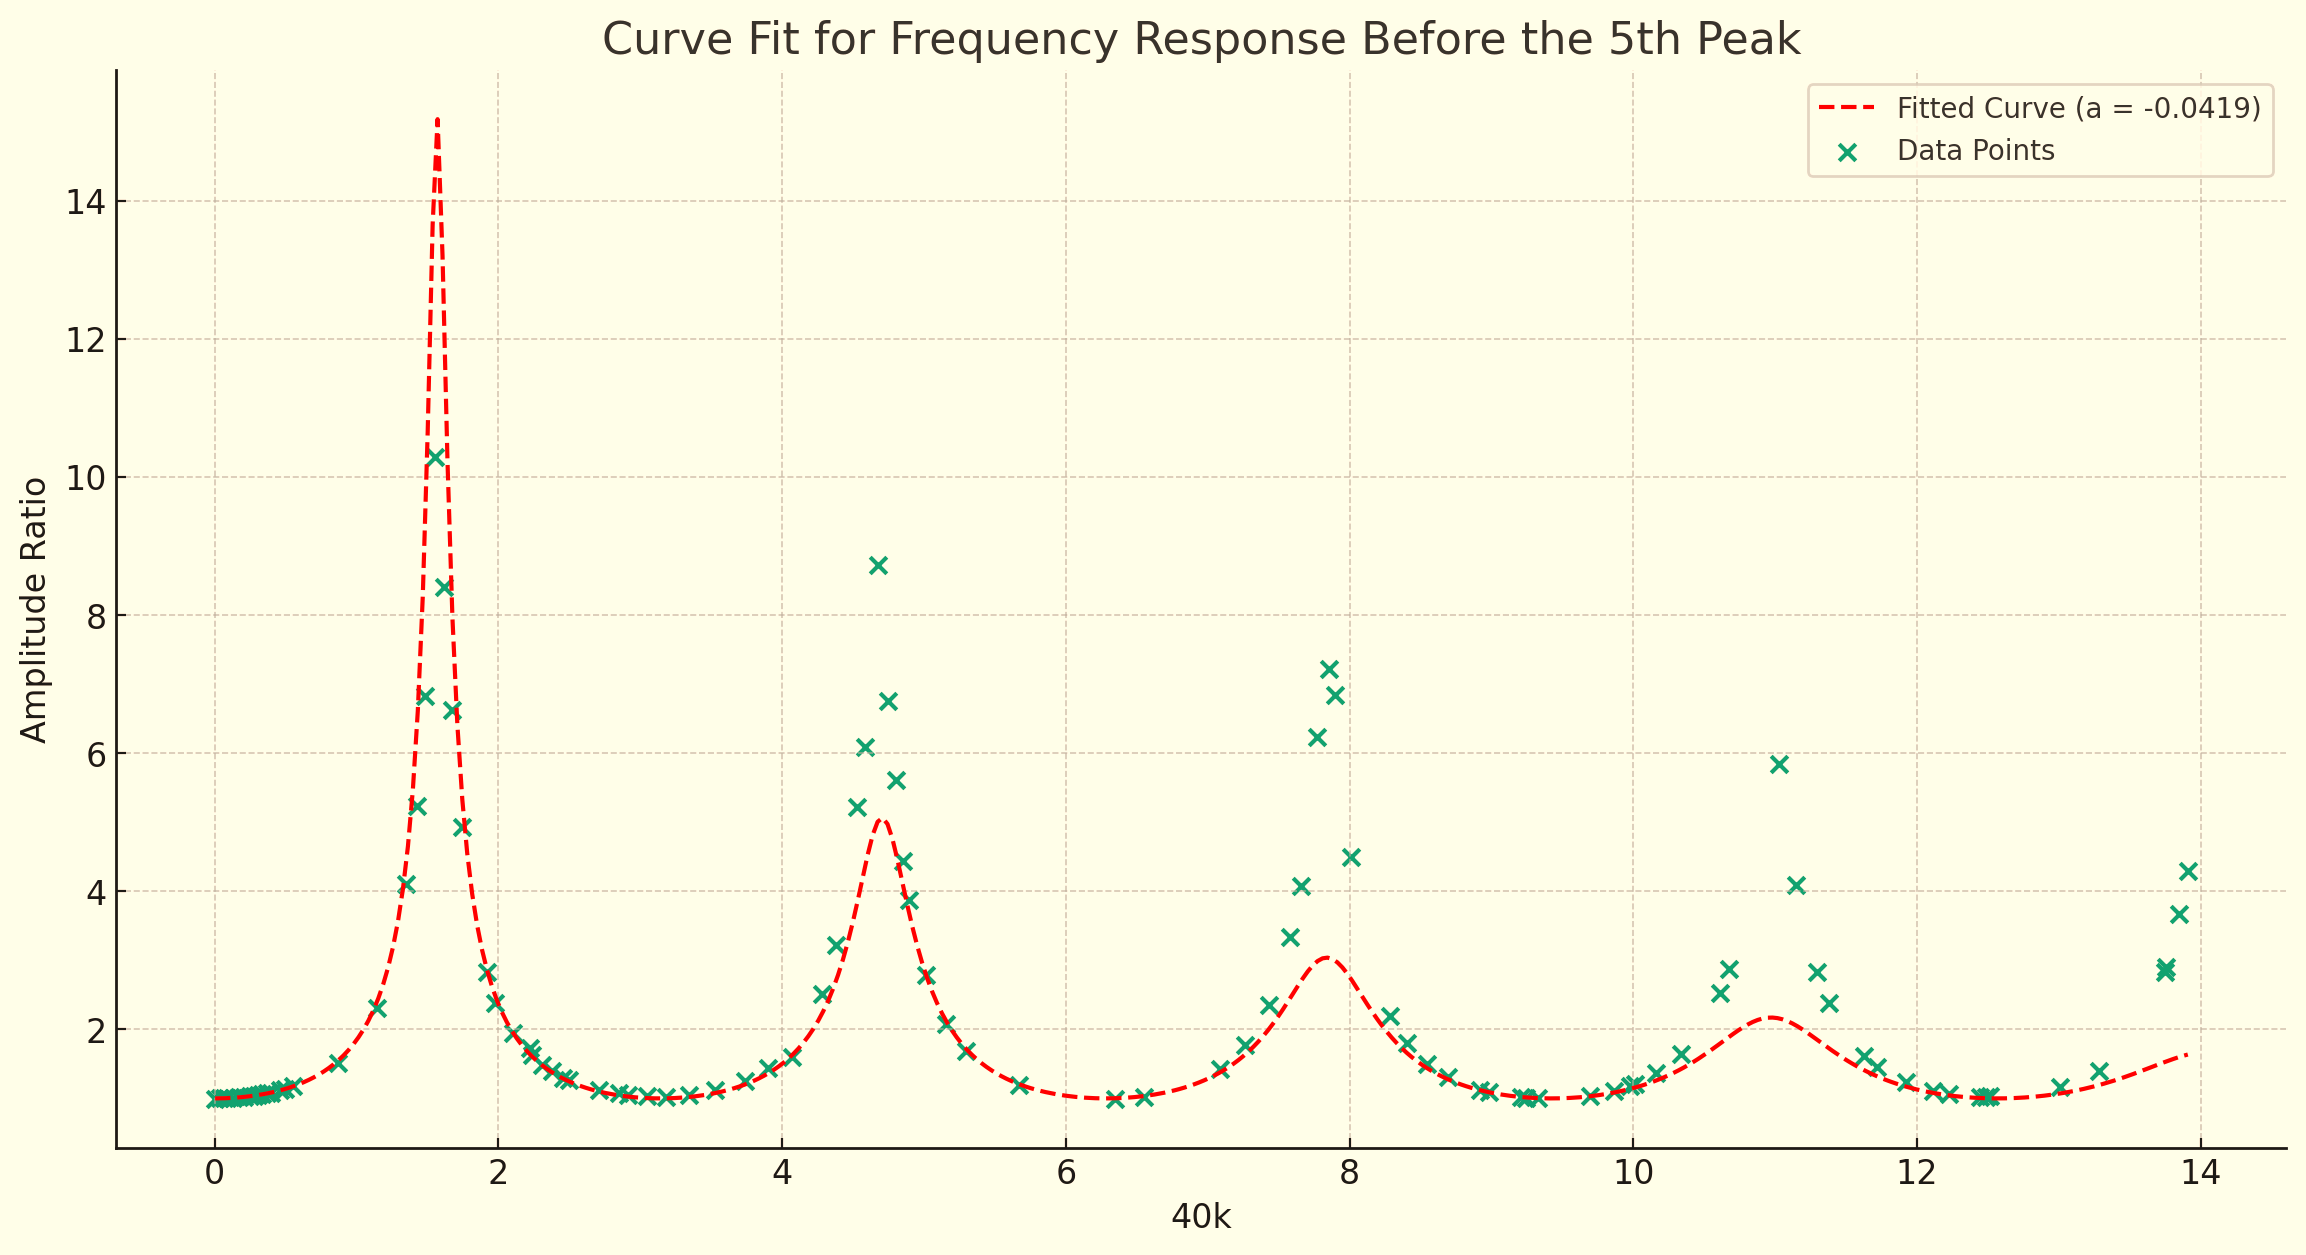 Curve Fit for Frequency Response Before the 5th Peak
Fitted Curve (a = -0.0419)
Data Points
Amplitude Ratio
14
12
10
8
6
4
2
0 2 4 6 8 10 12 14
40k